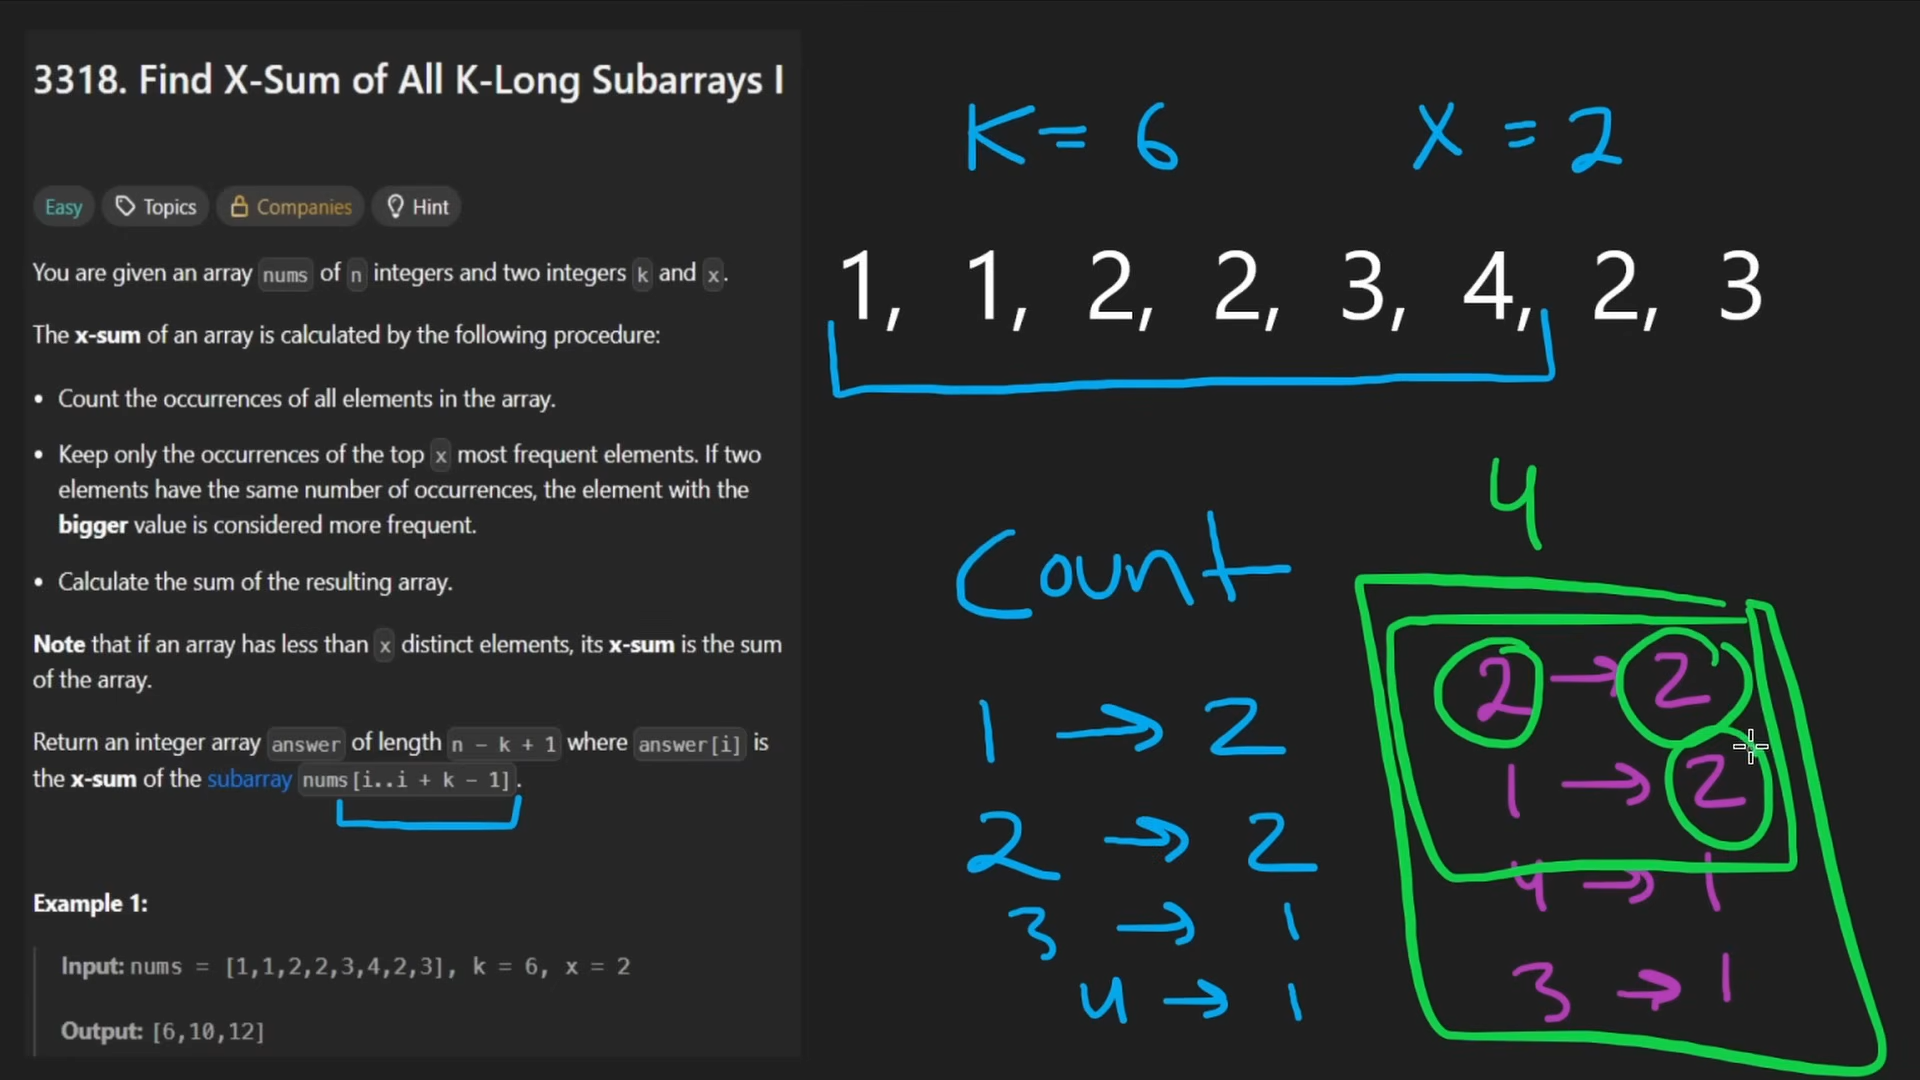 3318. Find X-Sum of All K-Long Subarrays I
Easy Topics Companies Hint
You are given an array nums of n integers and two integers k and x.
The x-sum of an array is calculated by the following procedure:
• Count the occurrences of all elements in the array.
• Keep only the occurrences of the top x most frequent elements. If two
elements have the same number of occurrences, the element with the
bigger value is considered more frequent.
• Calculate the sum of the resulting array.
Note that if an array has less than x distinct elements, its x-sum is the sum
of the array.
Return an integer array answer of length n - k + 1 where answer[i] is
the x-sum of the subarray nums[i..i + k - 1].
Example 1:
Input: nums = [1,1,2,2,3,4,2,3], k = 6, x = 2
Output: [6,10,12]
K = 6 X = 2
1, 1, 2, 2, 3, 4, 2, 3
Count
1 → 2
2 → 2
3 → 1
4 → 1
4
2 → 2
1 → 2
4 → 1
3 → 1